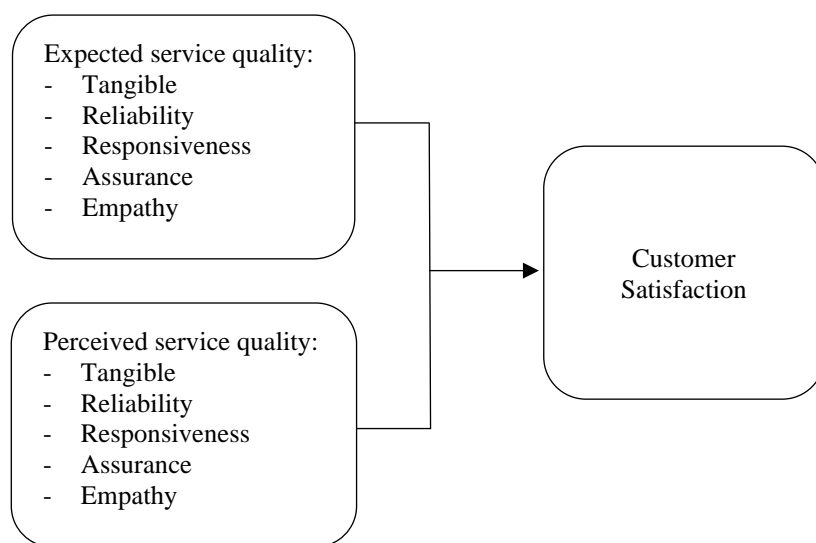 Expected service quality:
- Tangible
- Reliability
- Responsiveness
- Assurance
- Empathy
Perceived service quality:
- Tangible
- Reliability
- Responsiveness
- Assurance
- Empathy
Customer
Satisfaction